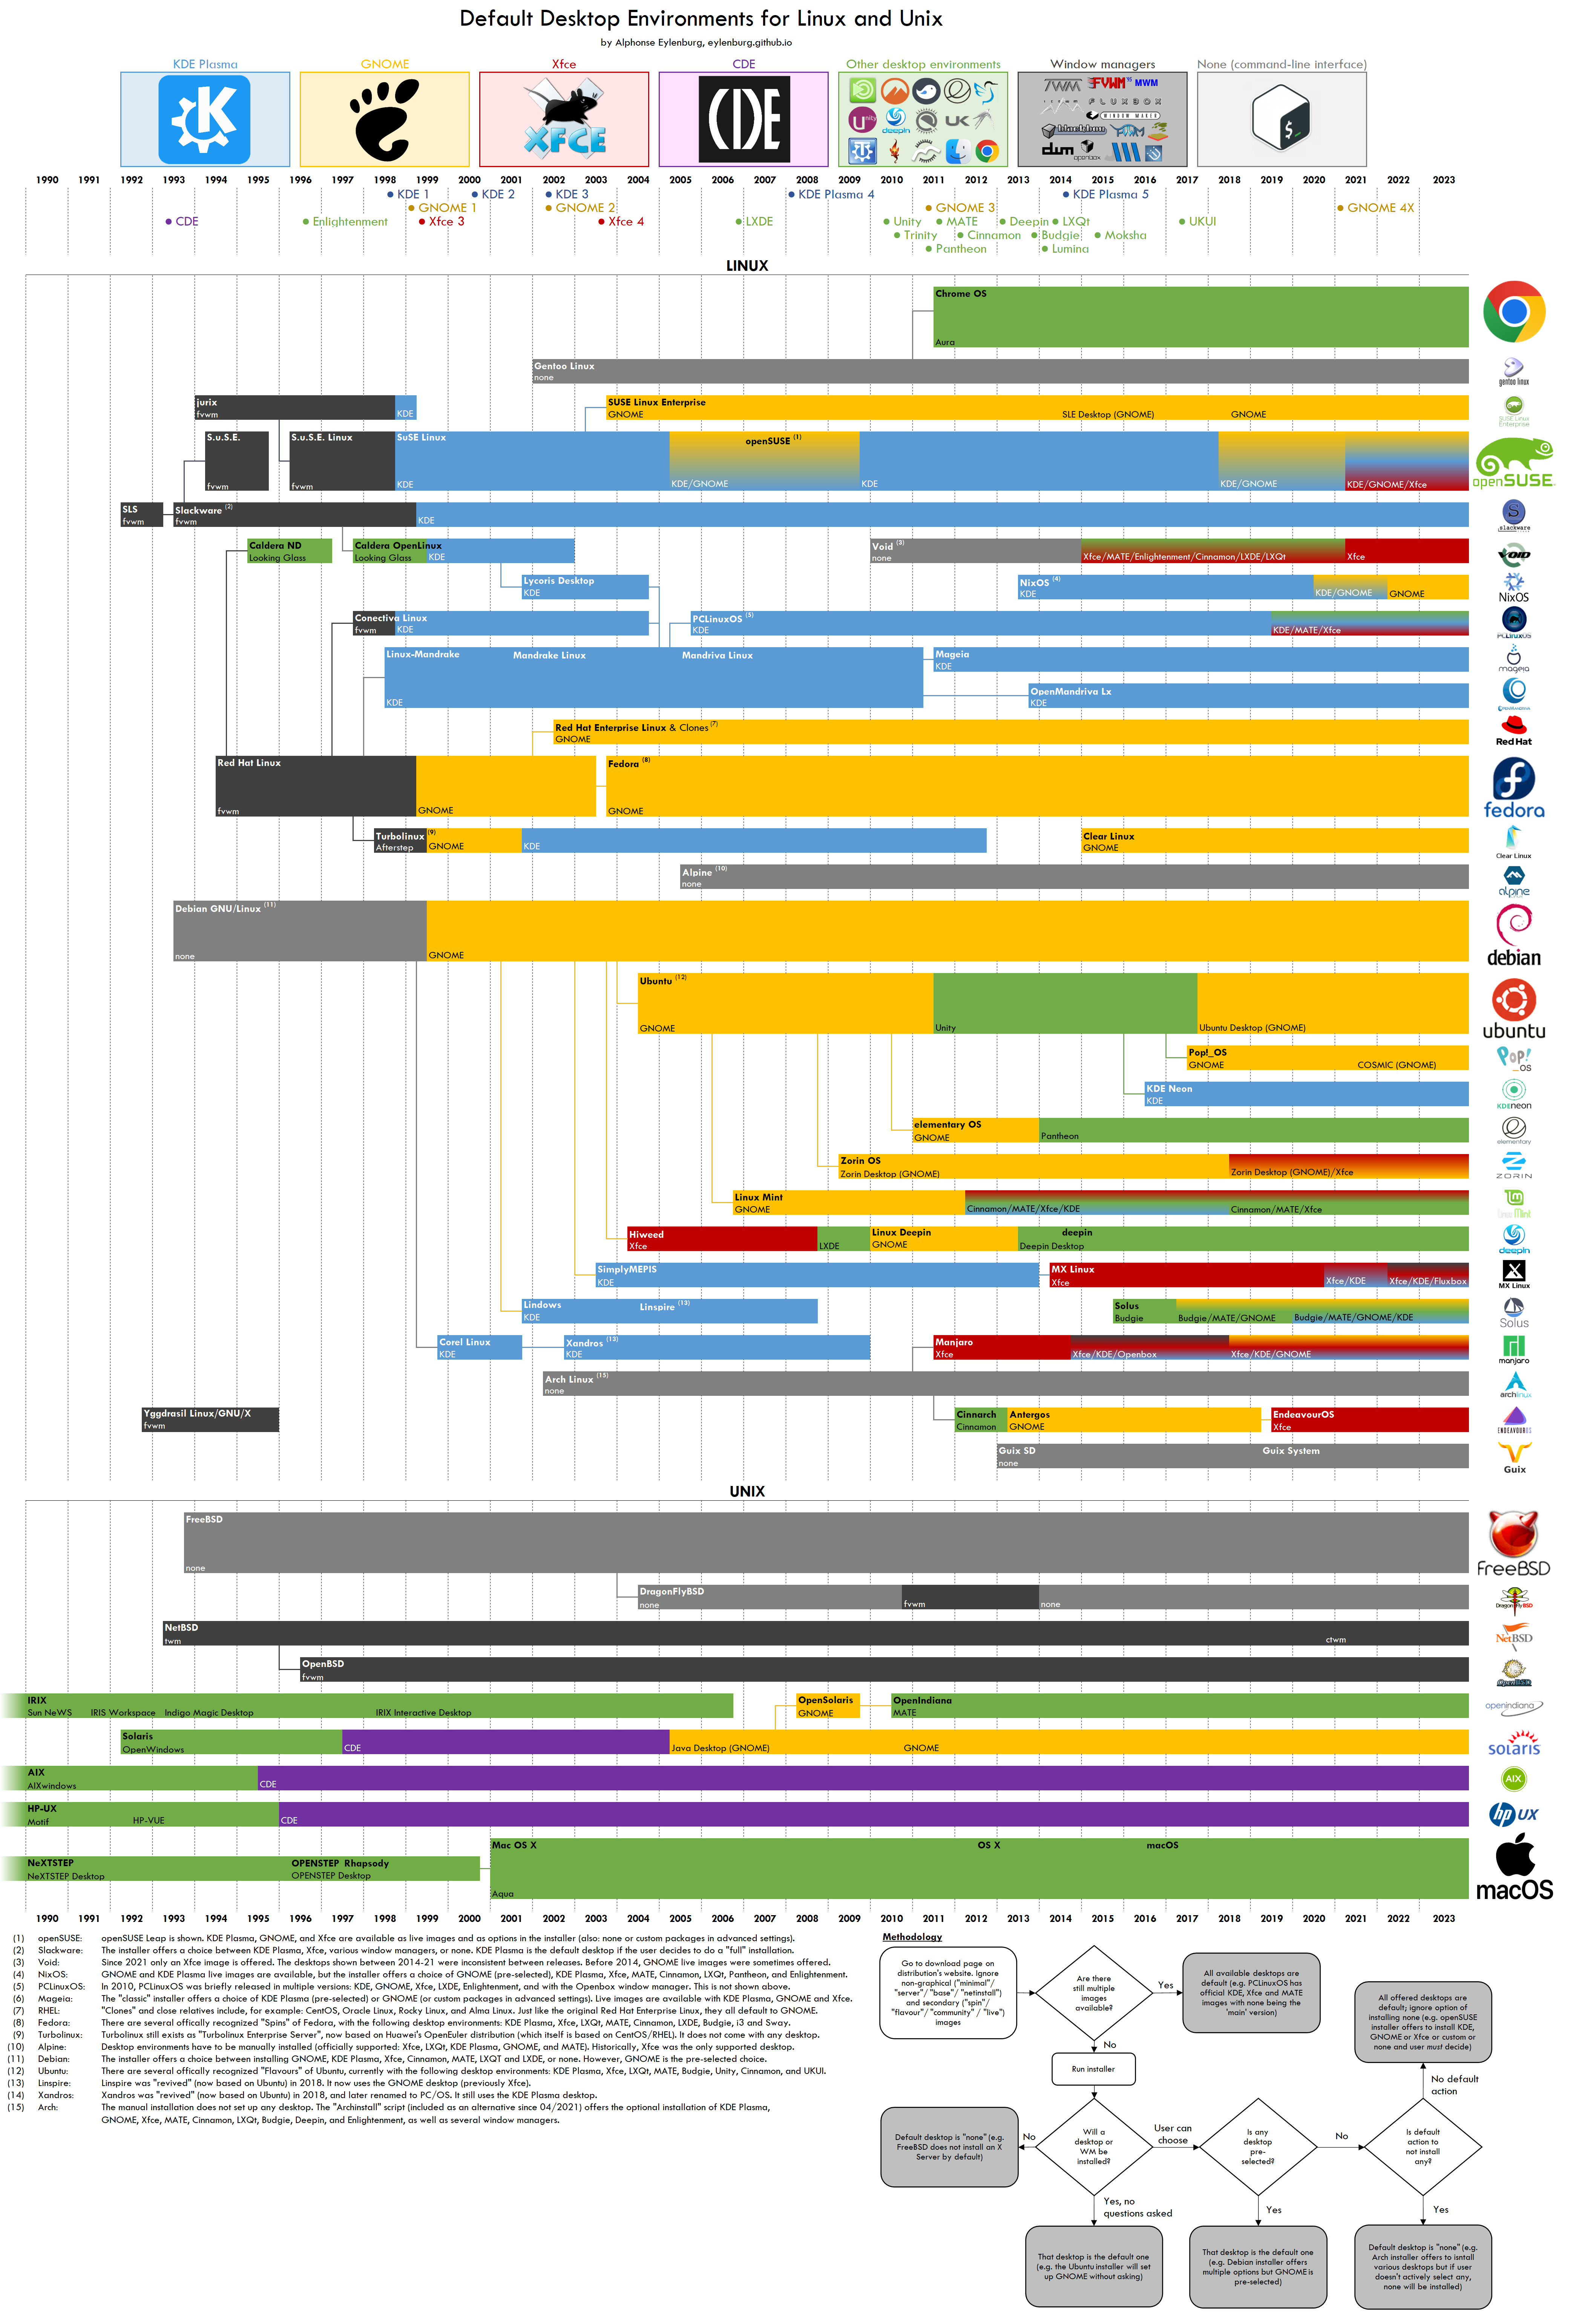 Default Desktop Environments for Linux and Unix
by Alphonse Eylenburg, eylenburg.github.io
KDE Plasma GNOME Xfce CDE Other desktop environments Window managers None (command-line interface)
1990 1991 1992 1993 1994 1995 1996 1997 1998 1999 2000 2001 2002 2003 2004 2005 2006 2007 2008 2009 2010 2011 2012 2013 2014 2015 2016 2017 2018 2019 2020 2021 2022 2023
KDE 1 KDE 2 KDE 3 KDE Plasma 4 KDE Plasma 5
GNOME 1 GNOME 2 GNOME 3 GNOME 4X
CDE Enlightenment Xfce 3 Xfce 4 LXDE Unity MATE Deepin LXQt UKUI
Trinity Cinnamon Budgie Moksha
Pantheon Lumina
LINUX
Chrome OS
Aura
Gentoo Linux
none
gentoo linux
jurix SUSE Linux Enterprise
fvwm KDE GNOME SLE Desktop (GNOME) GNOME
SUSE Linux Enterprise
S.u.S.E. S.u.S.E. Linux SuSE Linux openSUSE (1)
fvwm fvwm KDE KDE/GNOME KDE KDE/GNOME KDE/GNOME/Xfce
openSUSE
SLS Slackware (2)
fvwm fvwm KDE
slackware
Caldera ND Caldera OpenLinux Void (3)
Looking Glass Looking Glass KDE none Xfce/MATE/Enlightenment/Cinnamon/LXDE/LXQt Xfce
VOID
Lycoris Desktop NixOS (4)
KDE KDE KDE/GNOME GNOME
NixOS
Conectiva Linux PCLinuxOS (5)
fvwm KDE KDE KDE/MATE/Xfce
PCLinuxOS
Linux-Mandrake Mandrake Linux Mandriva Linux Mageia
KDE
mageia
OpenMandriva Lx
KDE KDE
OPENMANDRIVA
Red Hat Enterprise Linux & Clones (7)
GNOME
Red Hat
Red Hat Linux Fedora (8)
fvwm GNOME GNOME
fedora
Turbolinux (9) Clear Linux
Afterstep GNOME KDE GNOME
Clear Linux
Alpine (10)
none
alpine
Debian GNU/Linux (11)
none GNOME
debian
Ubuntu (12)
GNOME Unity Ubuntu Desktop (GNOME)
ubuntu
Pop!_OS
GNOME COSMIC (GNOME)
Pop!_OS
KDE Neon
KDE
KDE neon
elementary OS
GNOME Pantheon
elementary
Zorin OS
Zorin Desktop (GNOME) Zorin Desktop (GNOME)/Xfce
ZORIN
Linux Mint
GNOME Cinnamon/MATE/Xfce/KDE Cinnamon/MATE/Xfce
Linux Mint
Hiweed Linux Deepin deepin
Xfce LXDE GNOME Deepin Desktop
deepin
SimplyMEPIS MX Linux
KDE Xfce Xfce/KDE Xfce/KDE/Fluxbox
MX Linux
Lindows Linspire (13) Solus
KDE Budgie Budgie/MATE/GNOME Budgie/MATE/GNOME/KDE
Solus
Corel Linux Xandros (13) Manjaro
KDE KDE Xfce Xfce/KDE/Openbox Xfce/KDE/GNOME
manjaro
Arch Linux (15)
none
archlinux
Yggdrasil Linux/GNU/X Cinnarch Antergos EndeavourOS
fvwm Cinnamon GNOME Xfce
ENDEAVOUROS
Guix SD Guix System
none
Guix
UNIX
FreeBSD
none
FreeBSD
DragonFlyBSD
none fvwm none
DragonFlyBSD
NetBSD
twm ctwm
NetBSD
OpenBSD
fvwm
OpenBSD
IRIX OpenSolaris OpenIndiana
Sun NeWS IRIS Workspace Indigo Magic Desktop IRIX Interactive Desktop GNOME MATE
openindiana
Solaris
OpenWindows CDE Java Desktop (GNOME) GNOME
solaris
AIX
AIXwindows CDE
AIX
HP-UX
Motif HP-VUE CDE
hp UX
Mac OS X OS X macOS
NeXTSTEP OPENSTEP Rhapsody
NeXTSTEP Desktop OPENSTEP Desktop
Aqua
macOS
1990 1991 1992 1993 1994 1995 1996 1997 1998 1999 2000 2001 2002 2003 2004 2005 2006 2007 2008 2009 2010 2011 2012 2013 2014 2015 2016 2017 2018 2019 2020 2021 2022 2023
(1) openSUSE: openSUSE Leap is shown. KDE Plasma, GNOME, and Xfce are available as live images and as options in the installer (also: none or custom packages in advanced settings).
(2) Slackware: The installer offers a choice between KDE Plasma, Xfce, various window managers, or none. KDE Plasma is the default desktop if the user decides to do a "full" installation.
(3) Void: Since 2021 only an Xfce image is offered. The desktops shown between 2014-21 were inconsistent between releases. Before 2014, GNOME live images were sometimes offered.
(4) NixOS: GNOME and KDE Plasma live images are available, but the installer offers a choice of GNOME (pre-selected), KDE Plasma, Xfce, MATE, Cinnamon, LXQt, Pantheon, and Enlightenment.
(5) PCLinuxOS: In 2010, PCLinuxOS was briefly released in multiple versions: KDE, GNOME, Xfce, LXDE, Enlightenment, and with the Openbox window manager. This is not shown above.
(6) Mageia: The "classic" installer offers a choice of KDE Plasma (pre-selected) or GNOME (or custom packages in advanced settings). Live images are available with KDE Plasma, GNOME and Xfce.
(7) RHEL: "Clones" and close relatives include, for example: CentOS, Oracle Linux, Rocky Linux, and Alma Linux. Just like the original Red Hat Enterprise Linux, they all default to GNOME.
(8) Fedora: There are several offically recognized "Spins" of Fedora, with the following desktop environments: KDE Plasma, Xfce, LXQt, MATE, Cinnamon, LXDE, Budgie, i3 and Sway.
(9) Turbolinux: Turbolinux still exists as "Turbolinux Enterprise Server", now based on Huawei's OpenEuler distribution (which itself is based on CentOS/RHEL). It does not come with any desktop.
(10) Alpine: Desktop environments have to be manually installed (officially supported: Xfce, LXQt, KDE Plasma, GNOME, and MATE). Historically, Xfce was the only supported desktop.
(11) Debian: The installer offers a choice between installing GNOME, KDE Plasma, Xfce, Cinnamon, MATE, LXQT and LXDE, or none. However, GNOME is the pre-selected choice.
(12) Ubuntu: There are several offically recognized "Flavours" of Ubuntu, currently with the following desktop environments: KDE Plasma, Xfce, LXQt, MATE, Budgie, Unity, Cinnamon, and UKUI.
(13) Linspire: Linspire was "revived" (now based on Ubuntu) in 2018. It now uses the GNOME desktop (previously Xfce).
(14) Xandros: Xandros was "revived" (now based on Ubuntu) in 2018, and later renamed to PC/OS. It still uses the KDE Plasma desktop.
(15) Arch: The manual installation does not set up any desktop. The "Archinstall" script (included as an alternative since 04/2021) offers the optional installation of KDE Plasma,
GNOME, Xfce, MATE, Cinnamon, LXQt, Budgie, Deepin, and Enlightenment, as well as several window managers.
Methodology
Go to download page on
distribution's website. Ignore
non-graphical ("minimal"/
"server"/ "base"/ "netinstall")
and secondary ("spin"/
"flavour"/ "community" / "live")
images
Are there
still multiple
images
available?
Yes
All available desktops are
default (e.g. PCLinuxOS has
official KDE, Xfce and MATE
images with none being the
'main' version)
All offered desktops are
default; ignore option of
installing none (e.g. openSUSE
installer offers to install KDE,
GNOME or Xfce or custom or
none and user must decide)
No
Run installer
No default
action
Default desktop is "none" (e.g.
FreeBSD does not install an X
Server by default)
No
Will a
desktop or
WM be
installed?
User can
choose
Is any
desktop
pre-
selected?
No
Is default
action to
not install
any?
Yes, no
questions asked
Yes
Yes
That desktop is the default one
(e.g. the Ubuntu installer will set
up GNOME without asking)
That desktop is the default one
(e.g. Debian installer offers
multiple options but GNOME is
pre-selected)
Default desktop is "none" (e.g.
Arch installer offers to install
various desktops but if user
doesn't actively select any,
none will be installed)